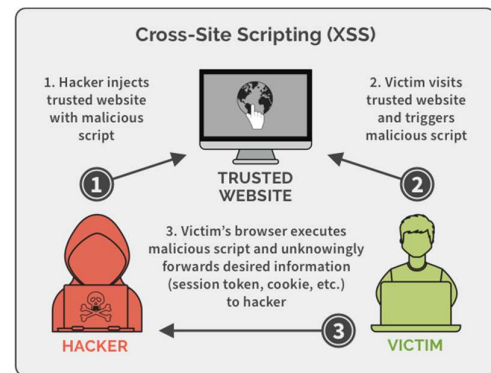 Cross-Site Scripting (XSS)
1. Hacker injects
trusted website
with malicious
script
2. Victim visits
trusted website
and triggers
malicious script
1
2
TRUSTED
WEBSITE
3. Victim's browser executes
malicious script and unknowingly
forwards desired information
(session token, cookie, etc.)
to hacker
3
HACKER
VICTIM